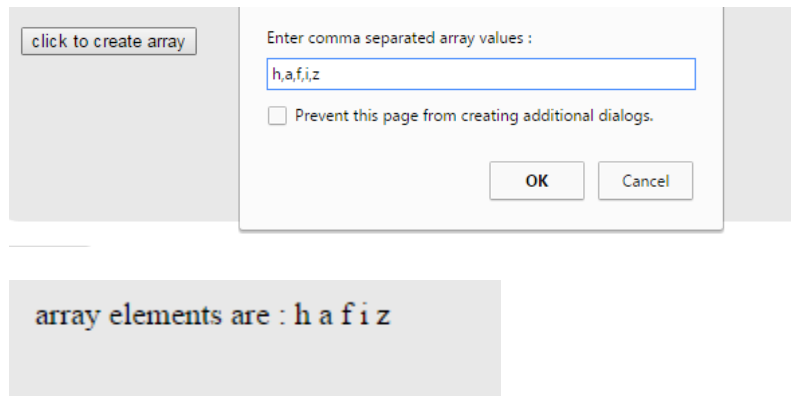 click to create array
Enter comma separated array values :
h,a,f,i,z
Prevent this page from creating additional dialogs.
OK Cancel
array elements are : h a f i z